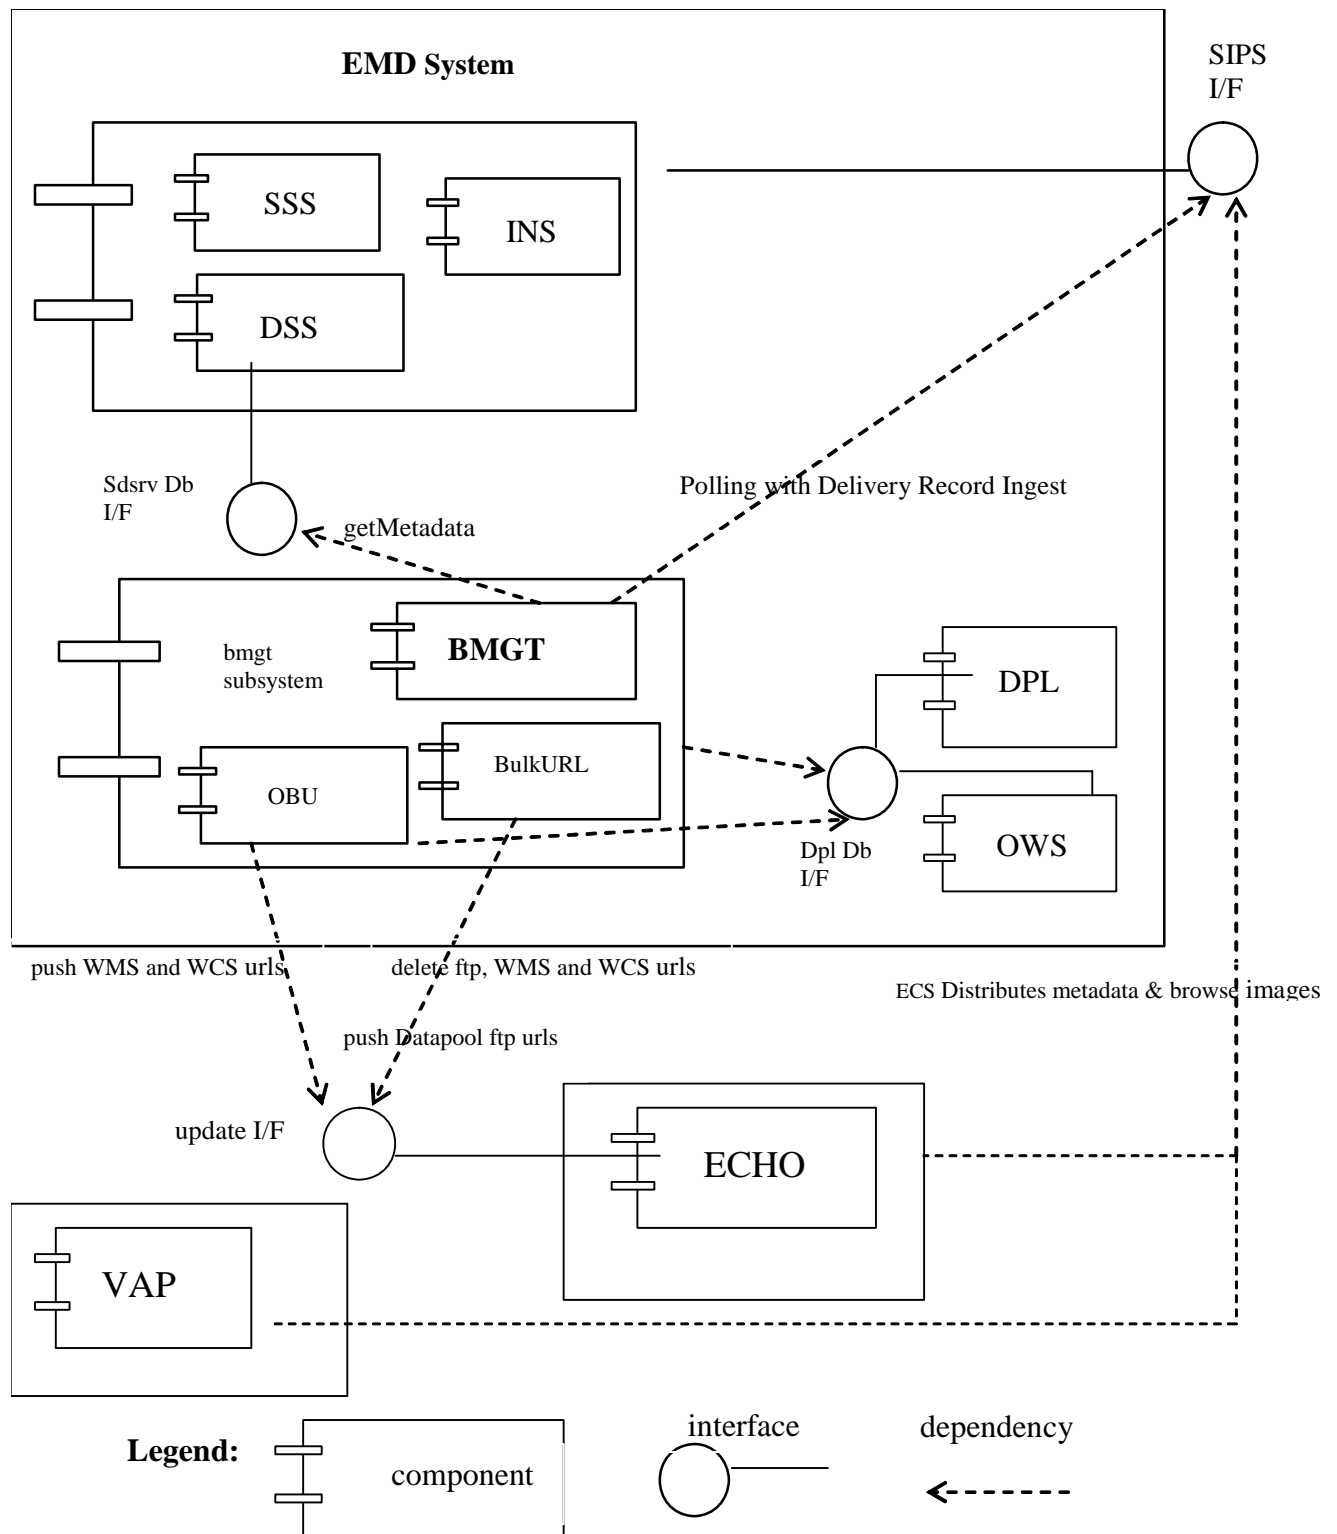 EMD System
SIPS
I/F
SSS
INS
DSS
Sdsrv Db
I/F
getMetadata
Polling with Delivery Record Ingest
bmgt
subsystem
BMGT
DPL
OBU
BulkURL
Dpl Db
I/F
OWS
push WMS and WCS urls
delete ftp, WMS and WCS urls
ECS Distributes metadata & browse images
push Datapool ftp urls
update I/F
ECHO
VAP
Legend:
component
interface
dependency